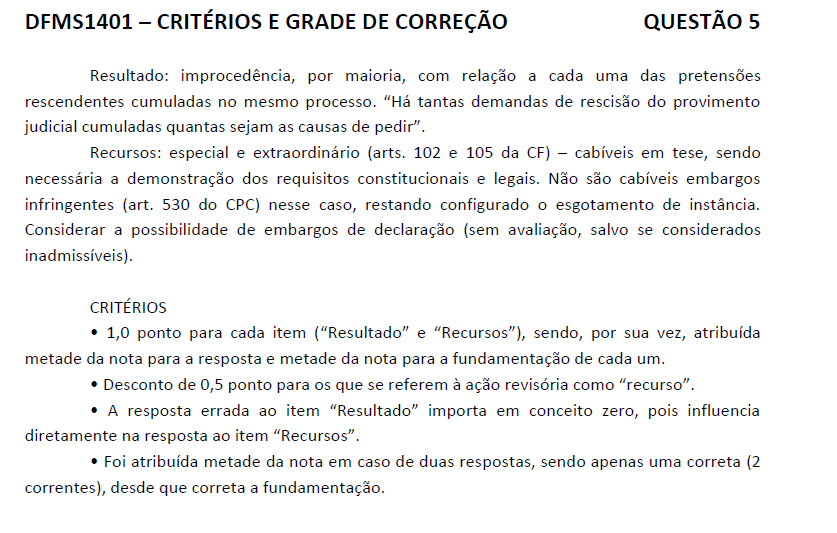 DFMS1401 – CRITÉRIOS E GRADE DE CORREÇÃO QUESTÃO 5
Resultado: improcedência, por maioria, com relação a cada uma das pretensões
rescendentes cumuladas no mesmo processo. “Há tantas demandas de rescisão do provimento
judicial cumuladas quantas sejam as causas de pedir”.
Recursos: especial e extraordinário (arts. 102 e 105 da CF) – cabíveis em tese, sendo
necessária a demonstração dos requisitos constitucionais e legais. Não são cabíveis embargos
infringentes (art. 530 do CPC) nesse caso, restando configurado o esgotamento de instância.
Considerar a possibilidade de embargos de declaração (sem avaliação, salvo se considerados
inadmissíveis).
CRITÉRIOS
• 1,0 ponto para cada item (“Resultado” e “Recursos”), sendo, por sua vez, atribuída
metade da nota para a resposta e metade da nota para a fundamentação de cada um.
• Desconto de 0,5 ponto para os que se referem à ação revisória como “recurso”.
• A resposta errada ao item “Resultado” importa em conceito zero, pois influencia
diretamente na resposta ao item “Recursos”.
• Foi atribuída metade da nota em caso de duas respostas, sendo apenas uma correta (2
correntes), desde que correta a fundamentação.